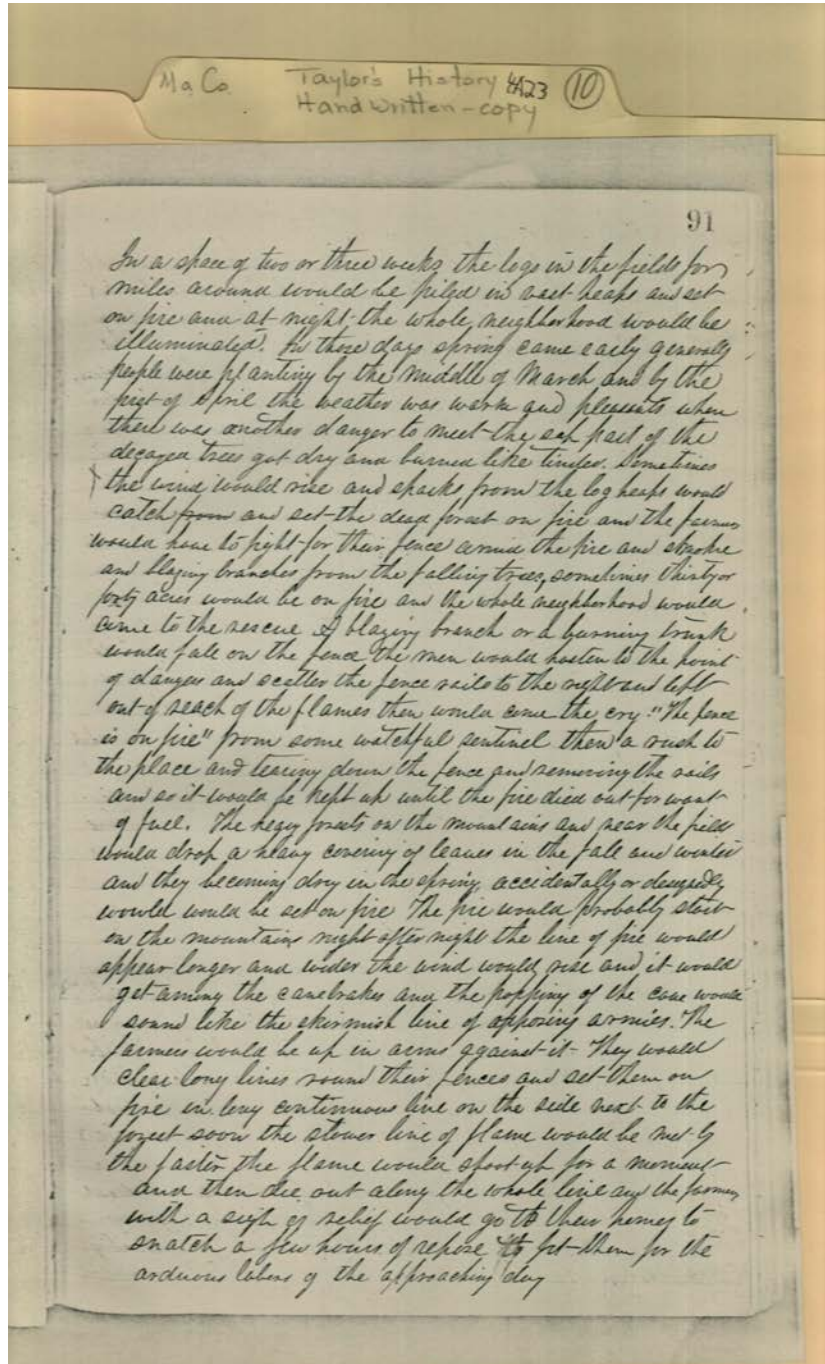 Ma Co. Taylor's History 4A23 10
Handwritten-copy
91
In a space of two or three weeks the logs in the fields for
miles around would be piled in vast heaps and set
on fire and at night the whole neighborhood would be
illuminated. In those days spring came early generally
people were planting by the middle of March and by the
first of April the weather was warm and pleasants when
there was another danger to meet the sap part of the
decayed trees got dry and burned like tinder. Sometimes
the wind would rise and sparks from the log heaps would
catch from and set the dead forest on fire and the farmers
would have to fight for their fence amid the fire and smoke
and blazing branches from the falling trees, sometimes thirty or
forty acres would be on fire and the whole neighborhood would
come to the rescue A blazing branch or a burning trunk
would fall on the fence the men would hasten to the point
of danger and scatter the fence rails to the right and left
out of reach of the flames then would come the cry "The fence
is on fire" from some watchful sentinel then a rush to
the place and tearing down the fence and removing the rails
and so it would be kept up until the fire died out for want
of fuel. The forests on the mountains and near the field
would drop a heavy covering of leaves in the fall and winter
and they becoming dry in the spring, accidentally or designedly
would would be set on fire The fire would probably start
on the mountains night after night the line of fire would
appear longer and wider the wind would rise and it would
get among the canebrakes and the popping of the cane would
sound like the skirmish line of opposing armies. The
farmers would be up in arms against it They would
clear long lines round their fences and set them on
fire in long continuous line on the side next to the
forest soon the slower line of flame would be met by
the faster the flame would shoot up for a moment
and then die out along the whole line and the farmers
with a sigh of relief would go to their homes to
snatch a few hours of repose to fit them for the
arduous labors of the approaching day